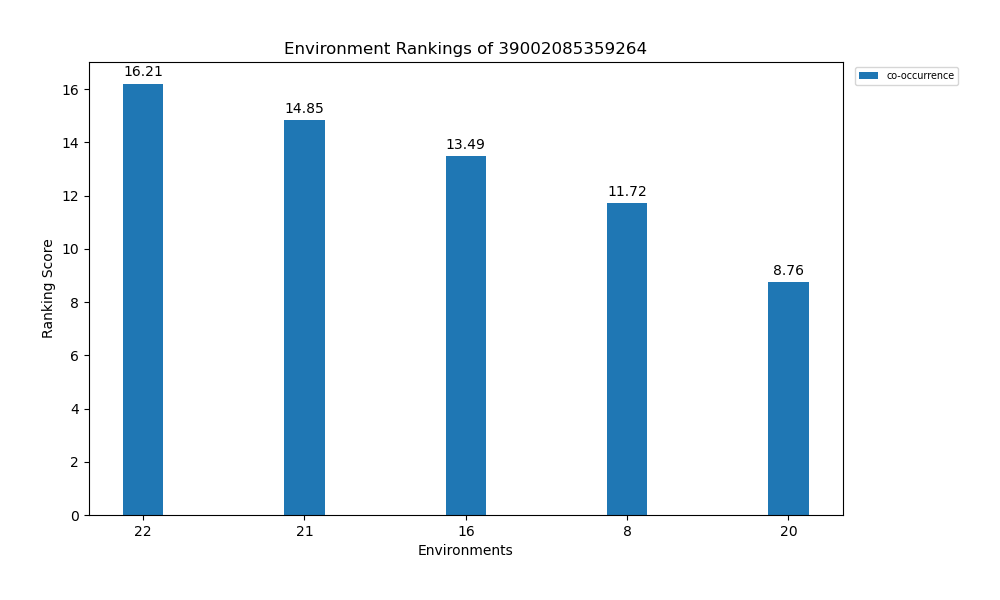 Environment Rankings of 39002085359264
co-occurrence
16.21
14.85
13.49
11.72
8.76
Ranking Score
16
14
12
10
8
6
4
2
0
22 21 16 8 20
Environments